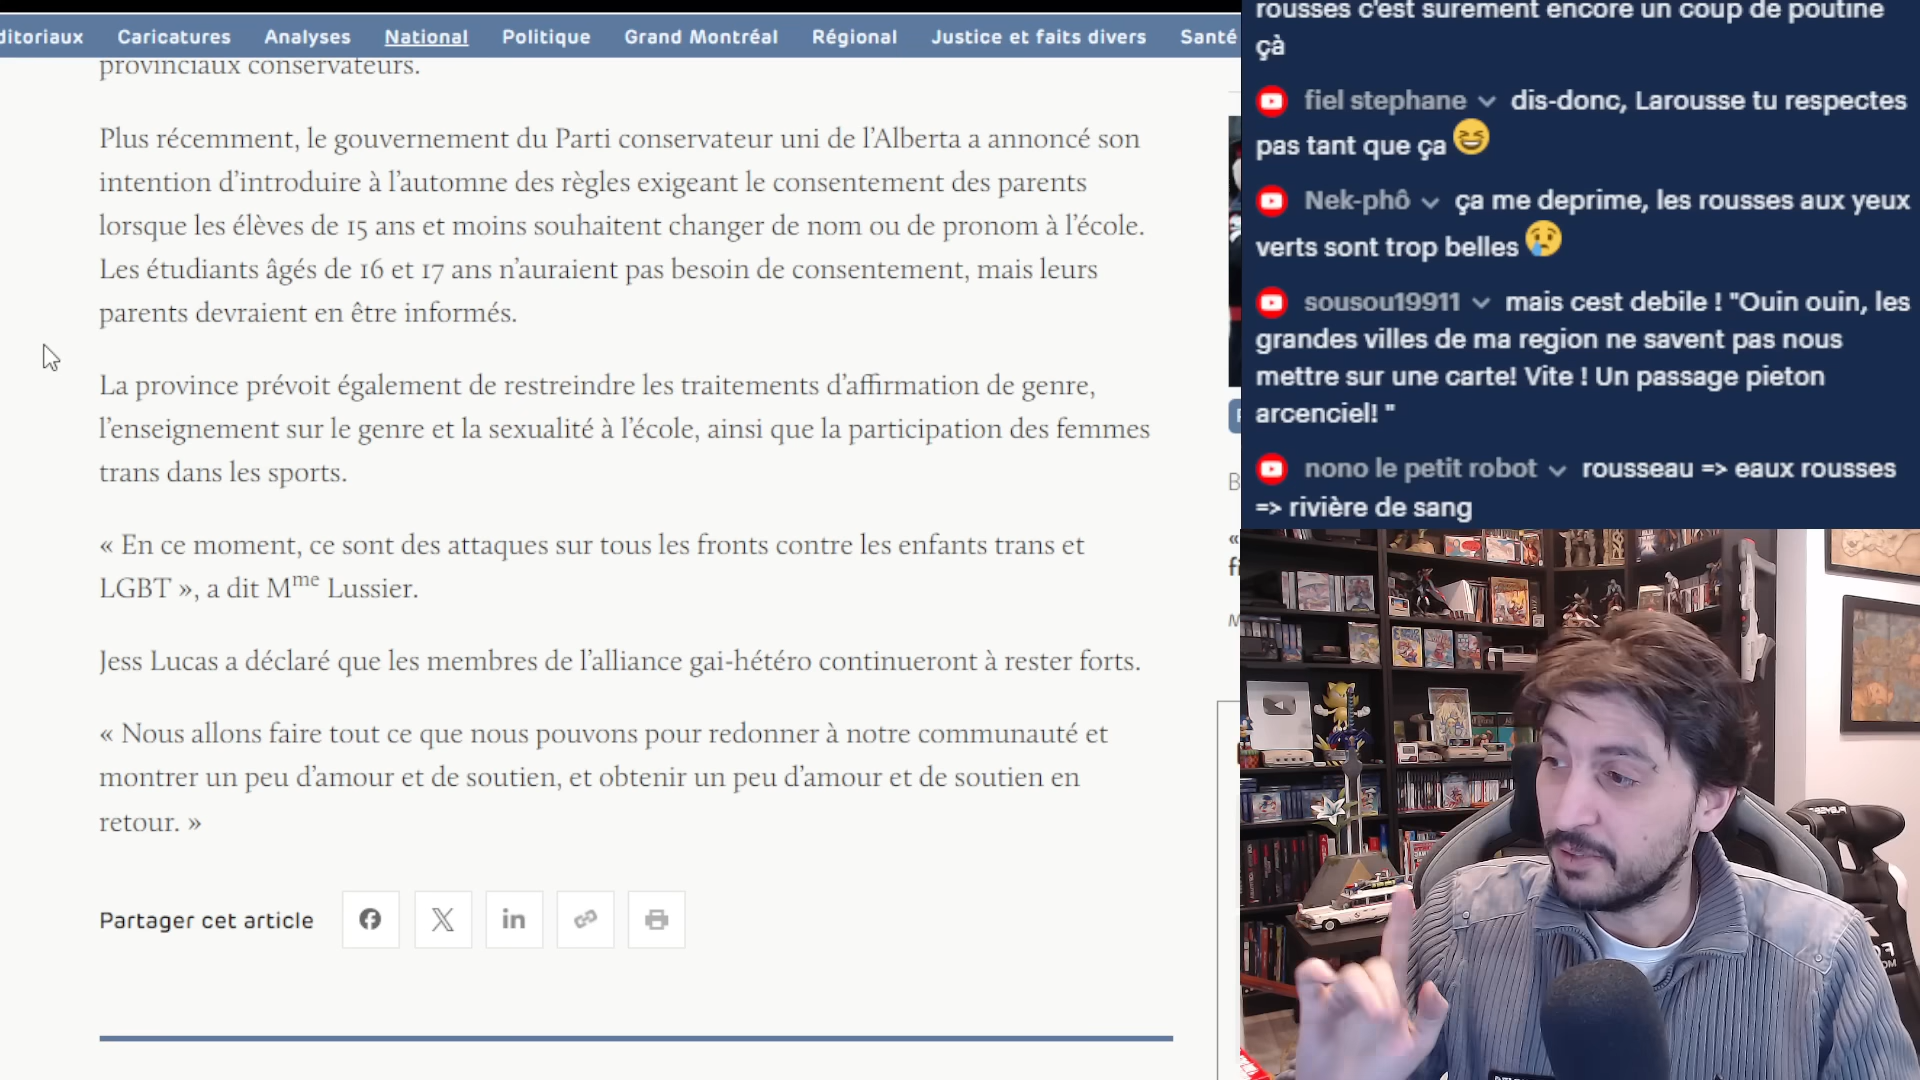 ditoriaux Caricatures Analyses National Politique Grand Montréal Régional Justice et faits divers Santé
provinciaux conservateurs.
Plus récemment, le gouvernement du Parti conservateur uni de l’Alberta a annoncé son
intention d’introduire à l’automne des règles exigeant le consentement des parents
lorsque les élèves de 15 ans et moins souhaitent changer de nom ou de pronom à l’école.
Les étudiants âgés de 16 et 17 ans n’auraient pas besoin de consentement, mais leurs
parents devraient en être informés.
La province prévoit également de restreindre les traitements d’affirmation de genre,
l’enseignement sur le genre et la sexualité à l’école, ainsi que la participation des femmes
trans dans les sports.
« En ce moment, ce sont des attaques sur tous les fronts contre les enfants trans et
LGBT », a dit Mme Lussier.
Jess Lucas a déclaré que les membres de l’alliance gai-hétéro continueront à rester forts.
« Nous allons faire tout ce que nous pouvons pour redonner à notre communauté et
montrer un peu d’amour et de soutien, et obtenir un peu d’amour et de soutien en
retour. »
Partager cet article
rousses c'est surement encore un coup de poutine
çà
fiel stephane dis-donc, Larousse tu respectes
pas tant que ça 😆
Nek-phô ça me deprime, les rousses aux yeux
verts sont trop belles 😢
sousou19911 mais cest debile ! "Ouin ouin, les
grandes villes de ma region ne savent pas nous
mettre sur une carte! Vite ! Un passage pieton
arcenciel! "
nono le petit robot rousseau => eaux rousses
=> rivière de sang